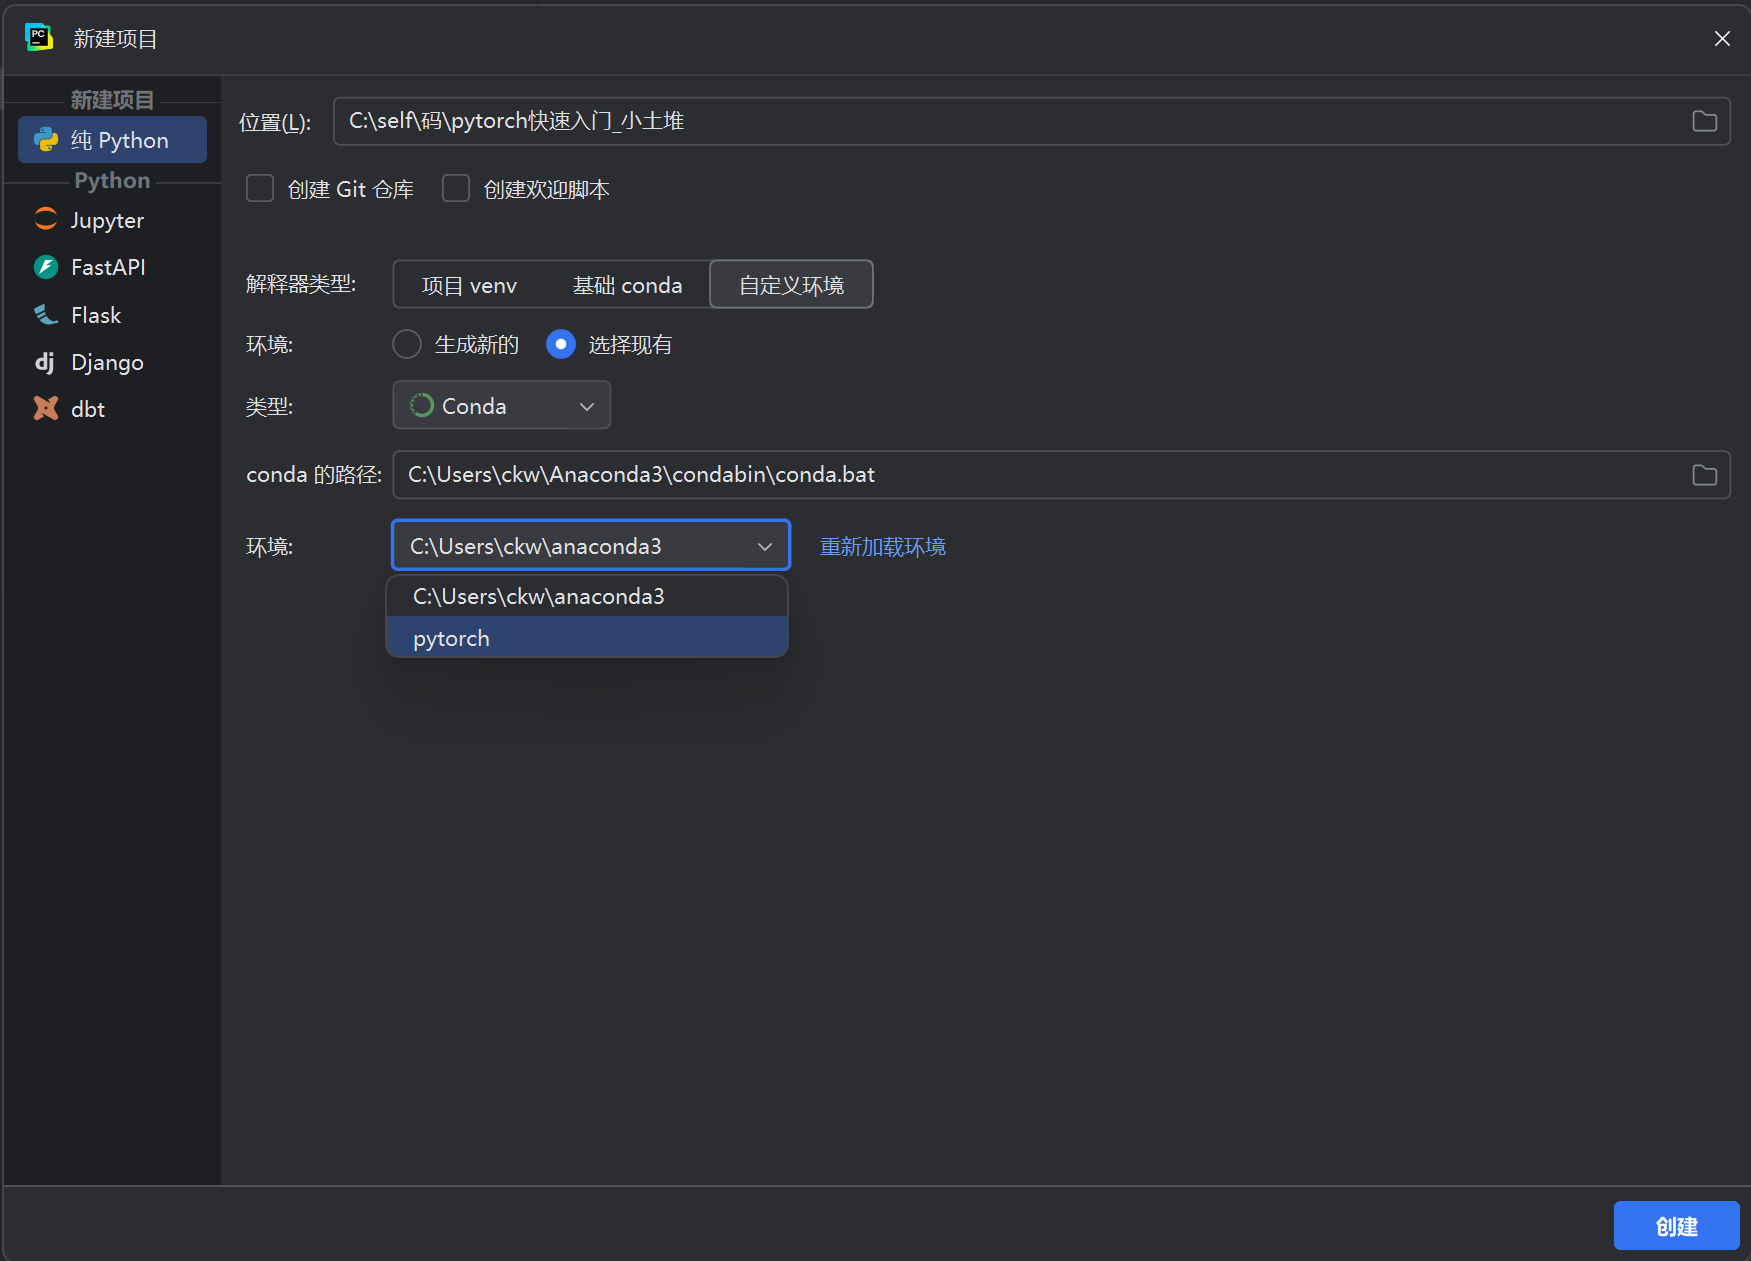 PC
新建项目
新建项目
纯 Python
Python
Jupyter
FastAPI
Flask
dj Django
dbt
位置(L): C:\self\码\pytorch快速入门_小土堆
创建 Git 仓库 创建欢迎脚本
解释器类型: 项目 venv 基础 conda 自定义环境
环境: 生成新的 选择现有
类型: Conda
conda 的路径: C:\Users\ckw\Anaconda3\condabin\conda.bat
环境: C:\Users\ckw\anaconda3 重新加载环境
C:\Users\ckw\anaconda3
pytorch
创建